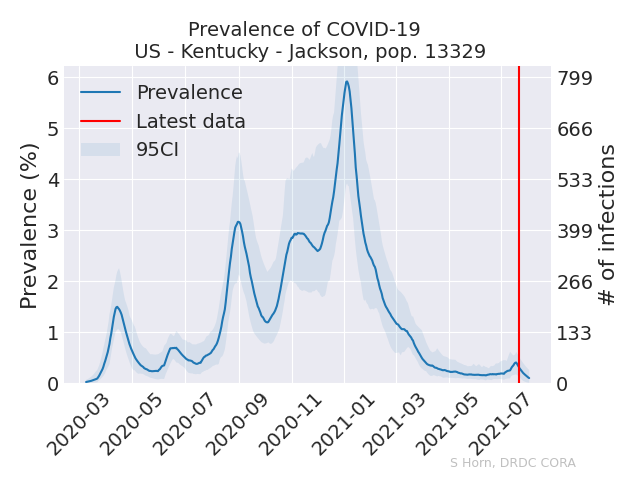 Prevalence of COVID-19
US - Kentucky - Jackson, pop. 13329
Prevalence (%)
6
5
4
3
2
1
0
Prevalence
Latest data
95CI
799
666
533
399
266
133
0
# of infections
2020-03
2020-05
2020-07
2020-09
2020-11
2021-01
2021-03
2021-05
2021-07
S Horn, DRDC CORA